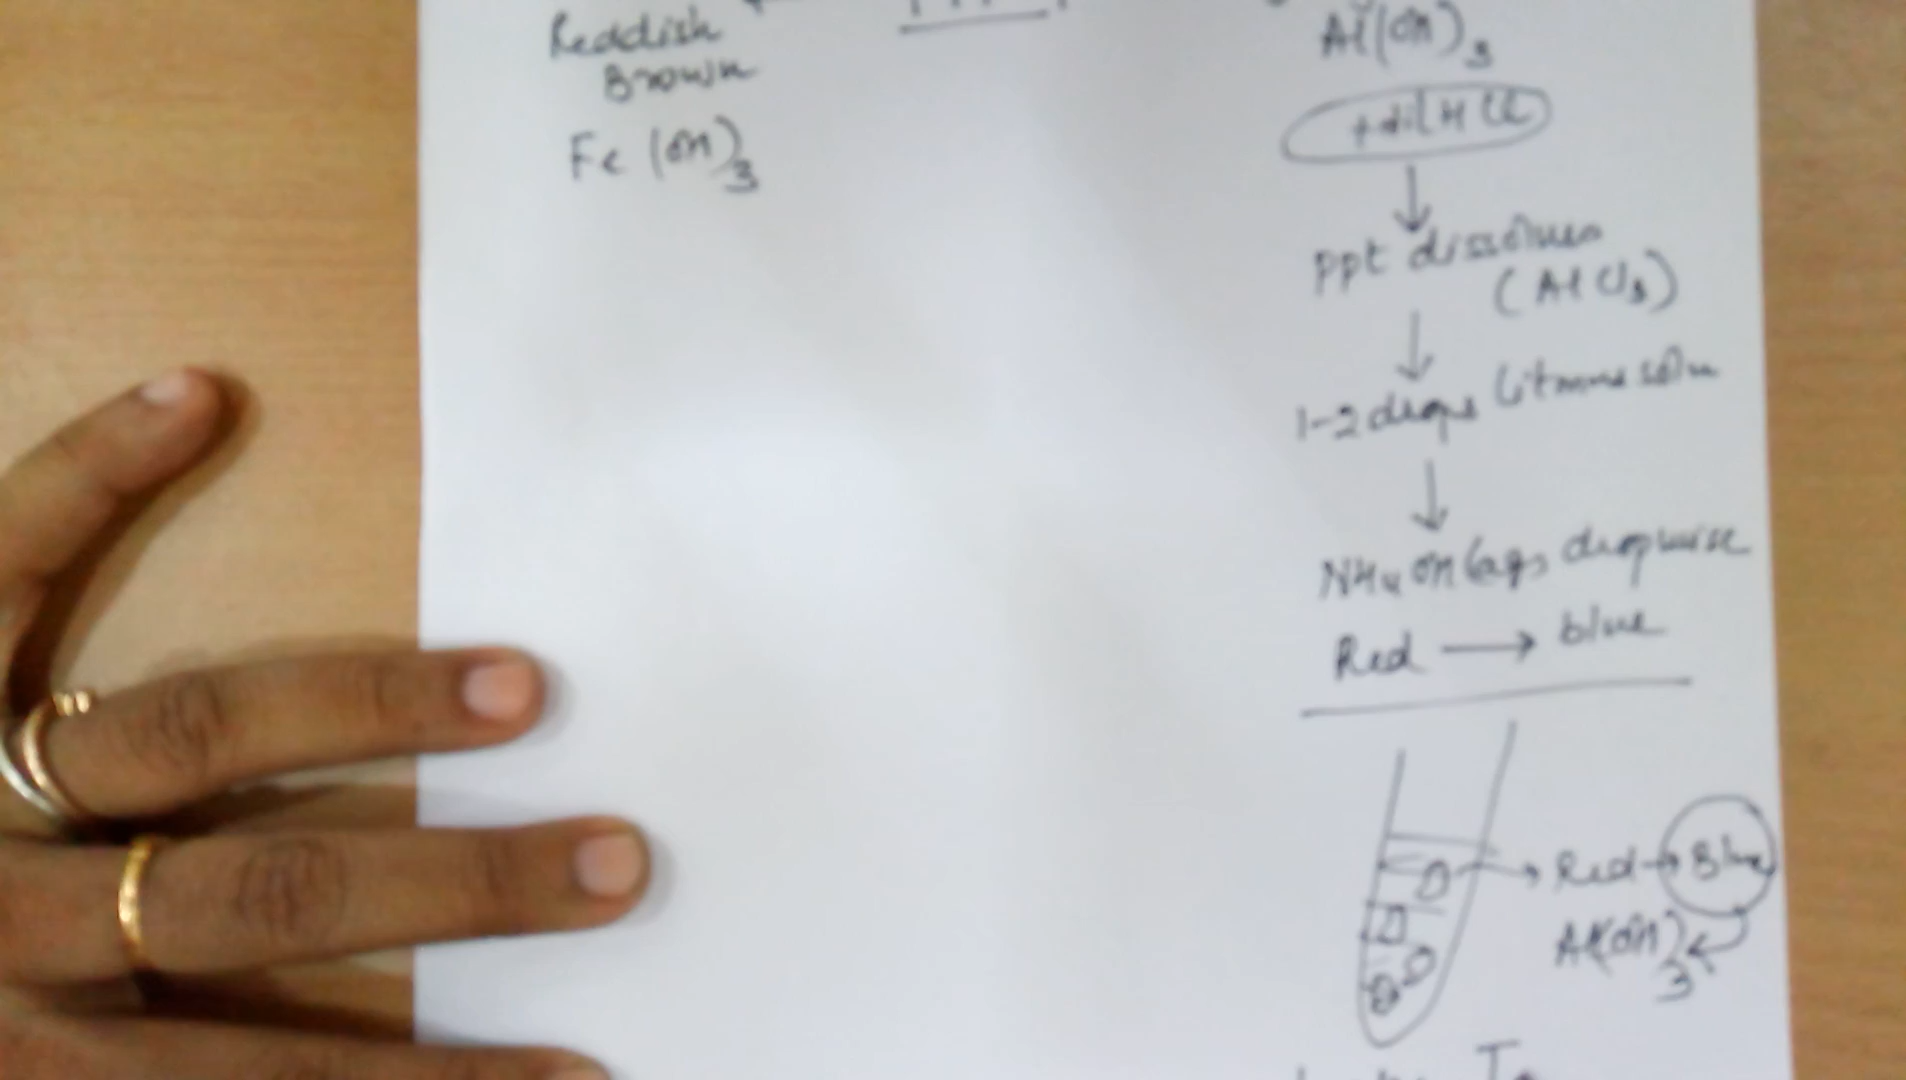 Reddish
Brown
Fe(OH)3
Al(OH)3
+dil HCl
ppt dissolves
(AlCl3)
1-2 drops litmus soln
NH4OH(aq) dropwise
Red → blue
Red → Blue
Al(OH)3